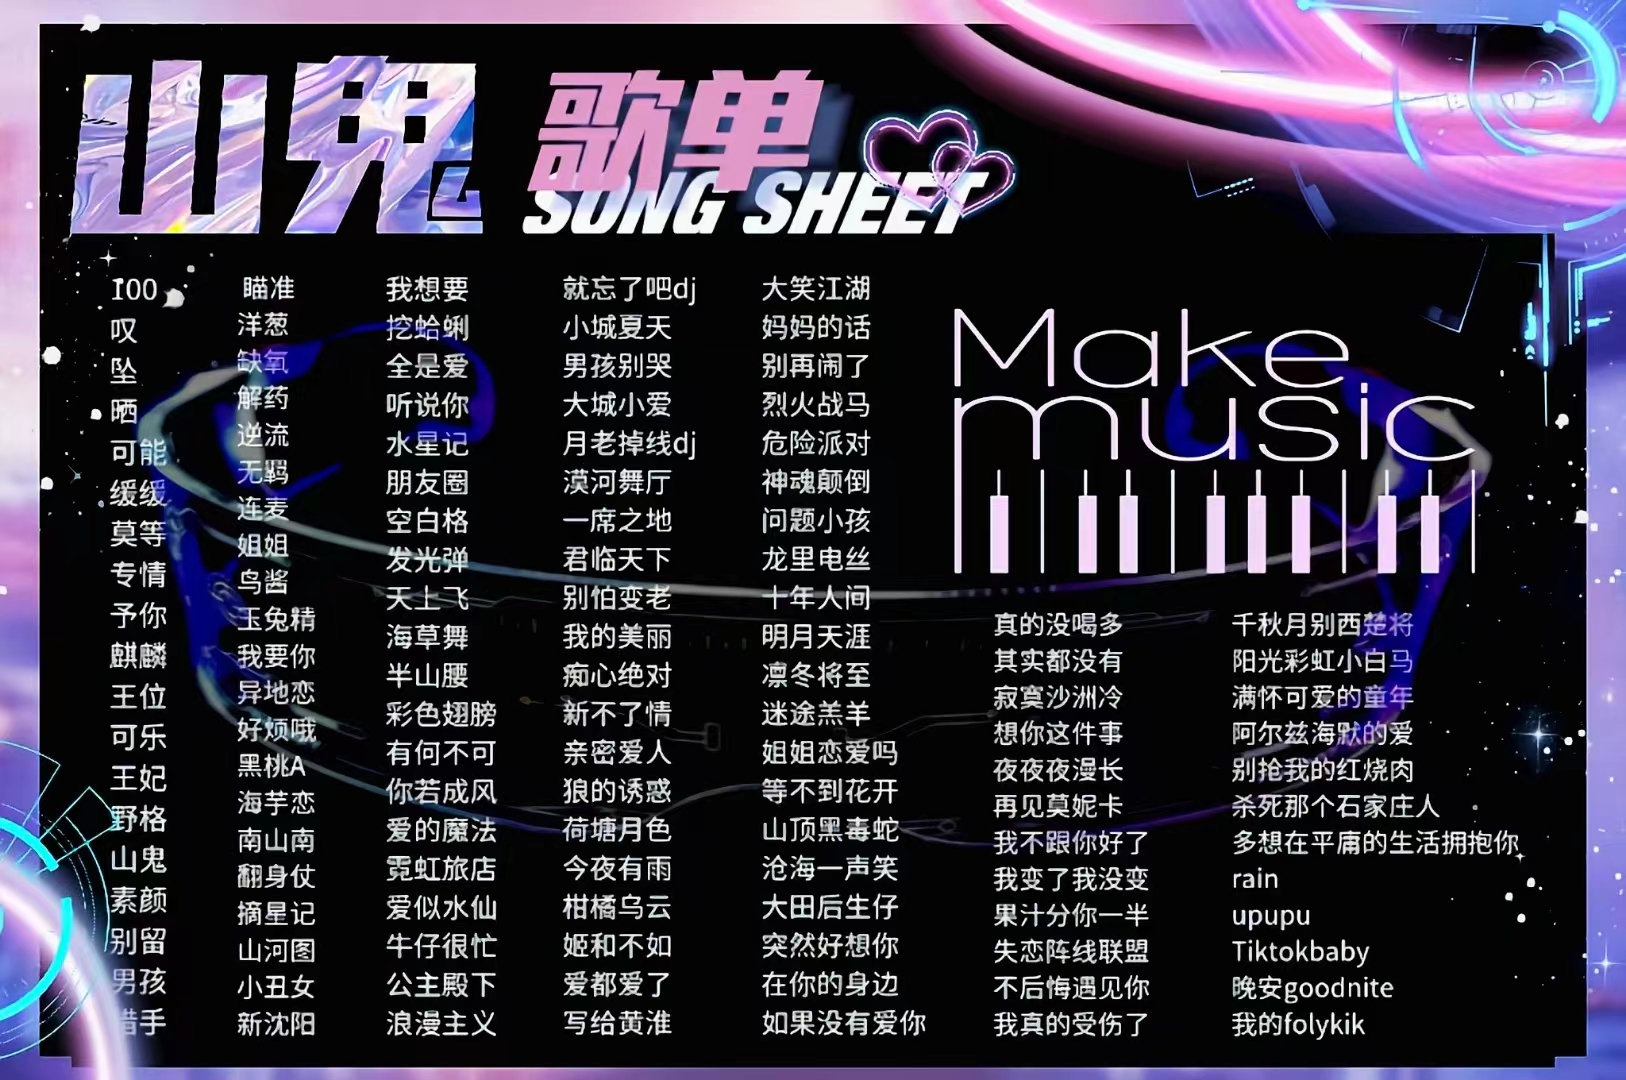 山鬼
歌单
SONG SHEET
100
叹
坠
晒
可能
缓缓
莫等
专情
予你
麒麟
王位
可乐
王妃
野格
山鬼
素颜
别留
男孩
猎手
瞄准
洋葱
缺氧
解药
逆流
无羁
连麦
姐姐
鸟酱
玉兔精
我要你
异地恋
好烦哦
黑桃A
海芋恋
南山南
翻身仗
摘星记
山河图
小丑女
新沈阳
我想要
挖蛤蜊
全是爱
听说你
水星记
朋友圈
空白格
发光弹
天上飞
海草舞
半山腰
彩色翅膀
有何不可
你若成风
爱的魔法
霓虹旅店
爱似水仙
牛仔很忙
公主殿下
浪漫主义
就忘了吧dj
小城夏天
男孩别哭
大城小爱
月老掉线dj
漠河舞厅
一席之地
君临天下
别怕变老
我的美丽
痴心绝对
新不了情
亲密爱人
狼的诱惑
荷塘月色
今夜有雨
柑橘乌云
姬和不如
爱都爱了
写给黄淮
大笑江湖
妈妈的话
别再闹了
烈火战马
危险派对
神魂颠倒
问题小孩
龙里电丝
十年人间
明月天涯
凛冬将至
迷途羔羊
姐姐恋爱吗
等不到花开
山顶黑毒蛇
沧海一声笑
大田后生仔
突然好想你
在你的身边
如果没有爱你
Make
music
真的没喝多
其实都没有
寂寞沙洲冷
想你这件事
夜夜夜漫长
再见莫妮卡
我不跟你好了
我变了我没变
果汁分你一半
失恋阵线联盟
不后悔遇见你
我真的受伤了
千秋月别西楚将
阳光彩虹小白马
满怀可爱的童年
阿尔兹海默的爱
别抢我的红烧肉
杀死那个石家庄人
多想在平庸的生活拥抱你
rain
upupu
Tiktokbaby
晚安goodnite
我的folykik